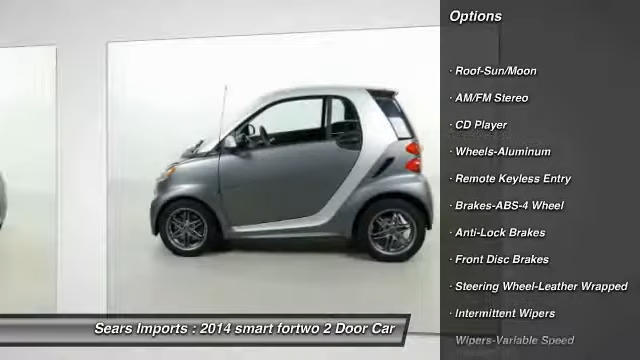 Options
· Roof-Sun/Moon
· AM/FM Stereo
· CD Player
· Wheels-Aluminum
· Remote Keyless Entry
· Brakes-ABS-4 Wheel
· Anti-Lock Brakes
· Front Disc Brakes
· Steering Wheel-Leather Wrapped
· Intermittent Wipers
· Wipers-Variable Speed
Sears Imports : 2014 smart fortwo 2 Door Car